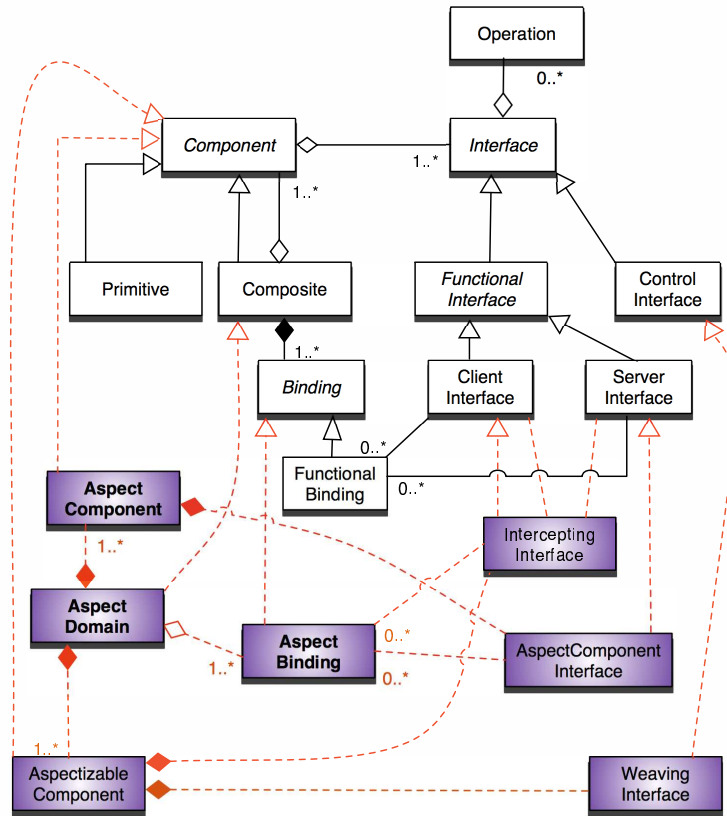 Operation
0..*
Component
Interface
1..*
1..*
Primitive
Composite
Functional
Interface
Control
Interface
1..*
Binding
Client
Interface
Server
Interface
0..*
Functional
Binding
0..*
Aspect
Component
Intercepting
Interface
1..*
Aspect
Domain
0..*
Aspect
Binding
AspectComponent
Interface
1..*
0..*
1..*
Aspectizable
Component
Weaving
Interface